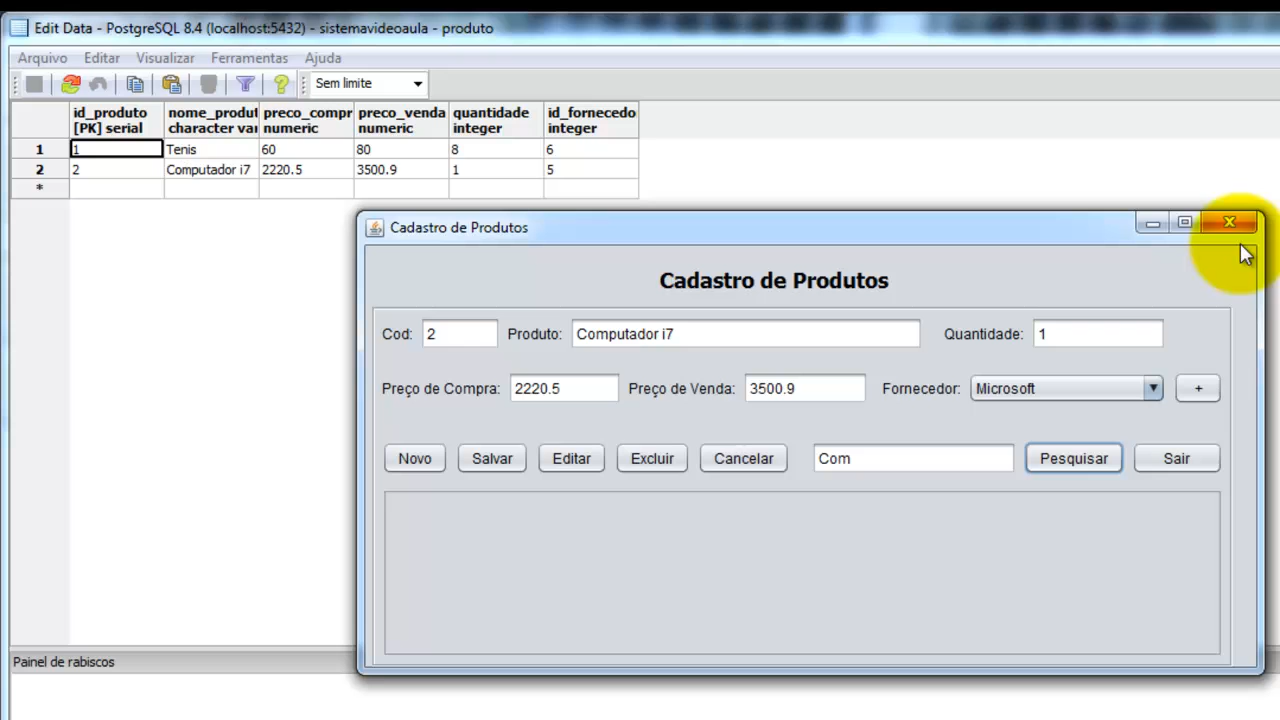 Edit Data - PostgreSQL 8.4 (localhost:5432) - sistemavideoaula - produto
Arquivo Editar Visualizar Ferramentas Ajuda
Sem limite
id_produto nome_produt preco_compr preco_venda quantidade id_fornecedo
[PK] serial character var numeric numeric integer integer
1 1 Tenis 60 80 8 6
2 2 Computador i7 2220.5 3500.9 1 5
*
Cadastro de Produtos
Cadastro de Produtos
Cod: 2 Produto: Computador i7 Quantidade: 1
Preço de Compra: 2220.5 Preço de Venda: 3500.9 Fornecedor: Microsoft +
Novo Salvar Editar Excluir Cancelar Com Pesquisar Sair
Painel de rabiscos